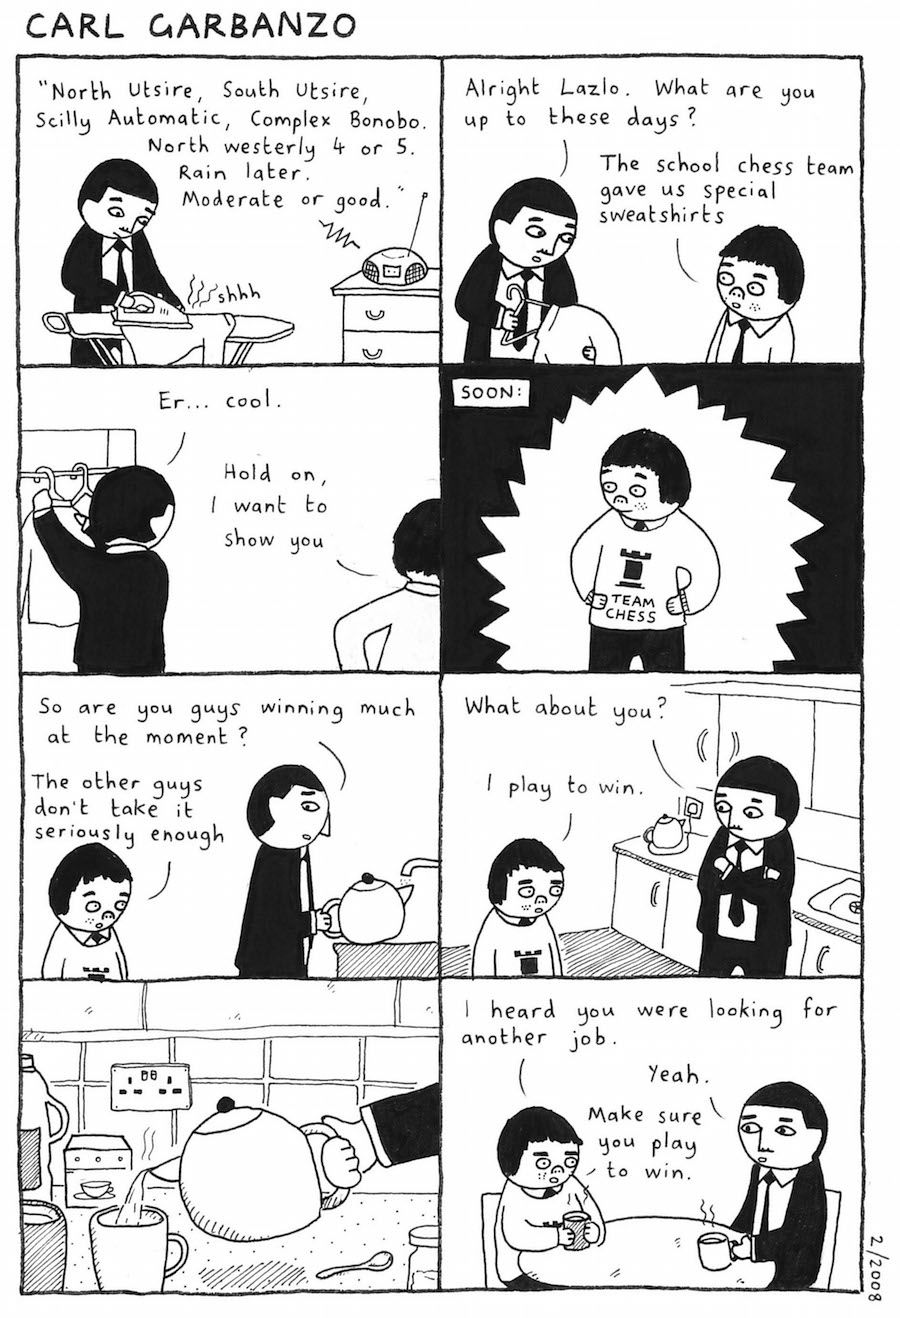 CARL GARBANZO
"North Utsire, South Utsire,
Scilly Automatic, Complex Bonobo.
North westerly 4 or 5.
Rain later.
Moderate or good."
shhh
Alright Lazlo. What are you
up to these days?
The school chess team
gave us special
sweatshirts
Er... cool.
Hold on,
I want to
show you
SOON:
TEAM
CHESS
So are you guys winning much
at the moment?
The other guys
don't take it
seriously enough
What about you?
I play to win.
I heard you were looking for
another job.
Yeah.
Make sure
you play
to win.
2/2008